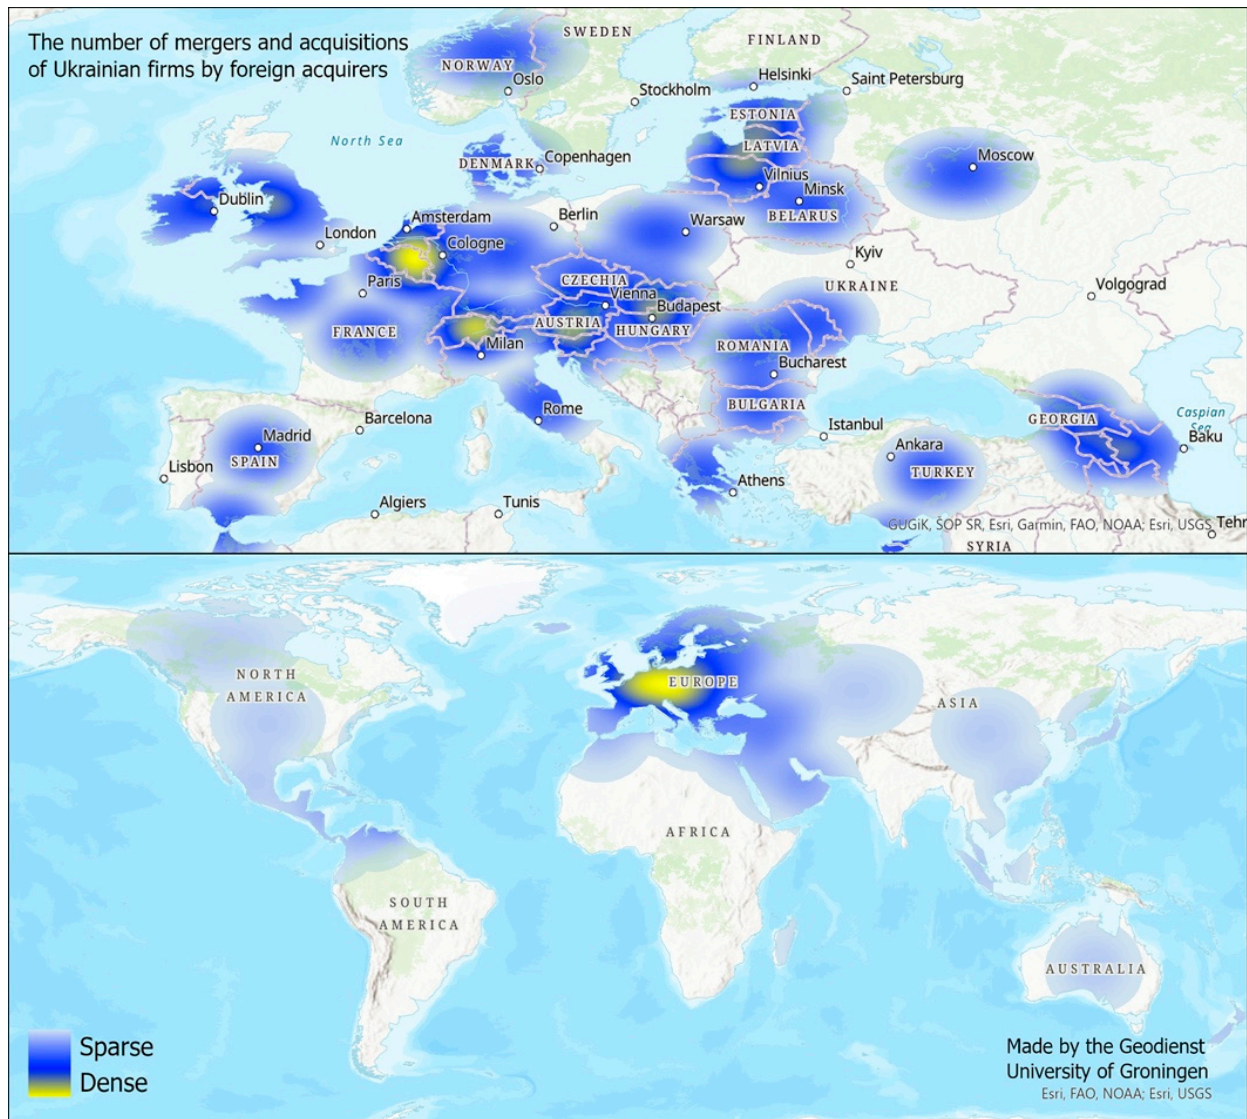 The number of mergers and acquisitions
of Ukrainian firms by foreign acquirers
SWEDEN
FINLAND
NORWAY
Oslo
Helsinki
Saint Petersburg
Stockholm
ESTONIA
North Sea
LATVIA
DENMARK
Copenhagen
Moscow
Vilnius
Minsk
Dublin
BELARUS
Amsterdam
Berlin
Warsaw
London
Cologne
Kyiv
CZECHIA
UKRAINE
Paris
Volgograd
Vienna
Budapest
FRANCE
AUSTRIA
HUNGARY
Milan
ROMANIA
Bucharest
BULGARIA
Rome
Barcelona
GEORGIA
Caspian
Sea
Istanbul
Madrid
Ankara
Baku
SPAIN
Lisbon
TURKEY
Athens
Algiers
Tunis
GUGiK, SOP SR, Esri, Garmin, FAO, NOAA; Esri, USGS
Tehr
SYRIA
NORTH
AMERICA
EUROPE
ASIA
AFRICA
SOUTH
AMERICA
AUSTRALIA
Sparse
Dense
Made by the Geodienst
University of Groningen
Esri, FAO, NOAA; Esri, USGS